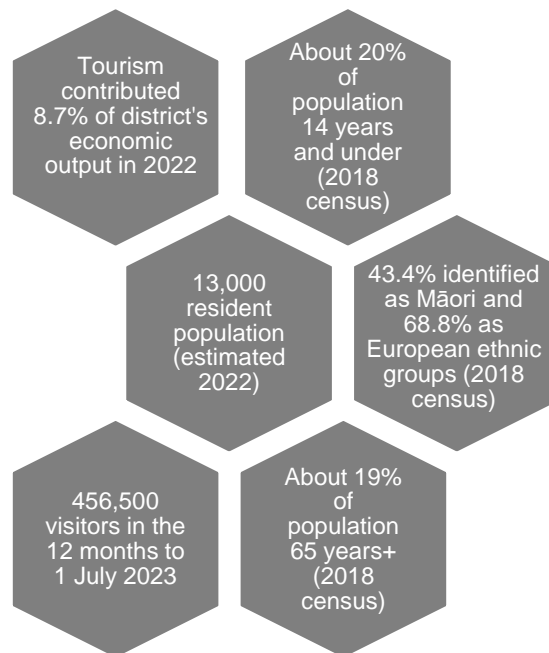 Tourism
contributed
8.7% of district's
economic
output in 2022
About 20%
of
population
14 years
and under
(2018
census)
13,000
resident
population
(estimated
2022)
43.4% identified
as Māori and
68.8% as
European ethnic
groups (2018
census)
456,500
visitors in the
12 months to
1 July 2023
About 19%
of
population
65 years+
(2018
census)